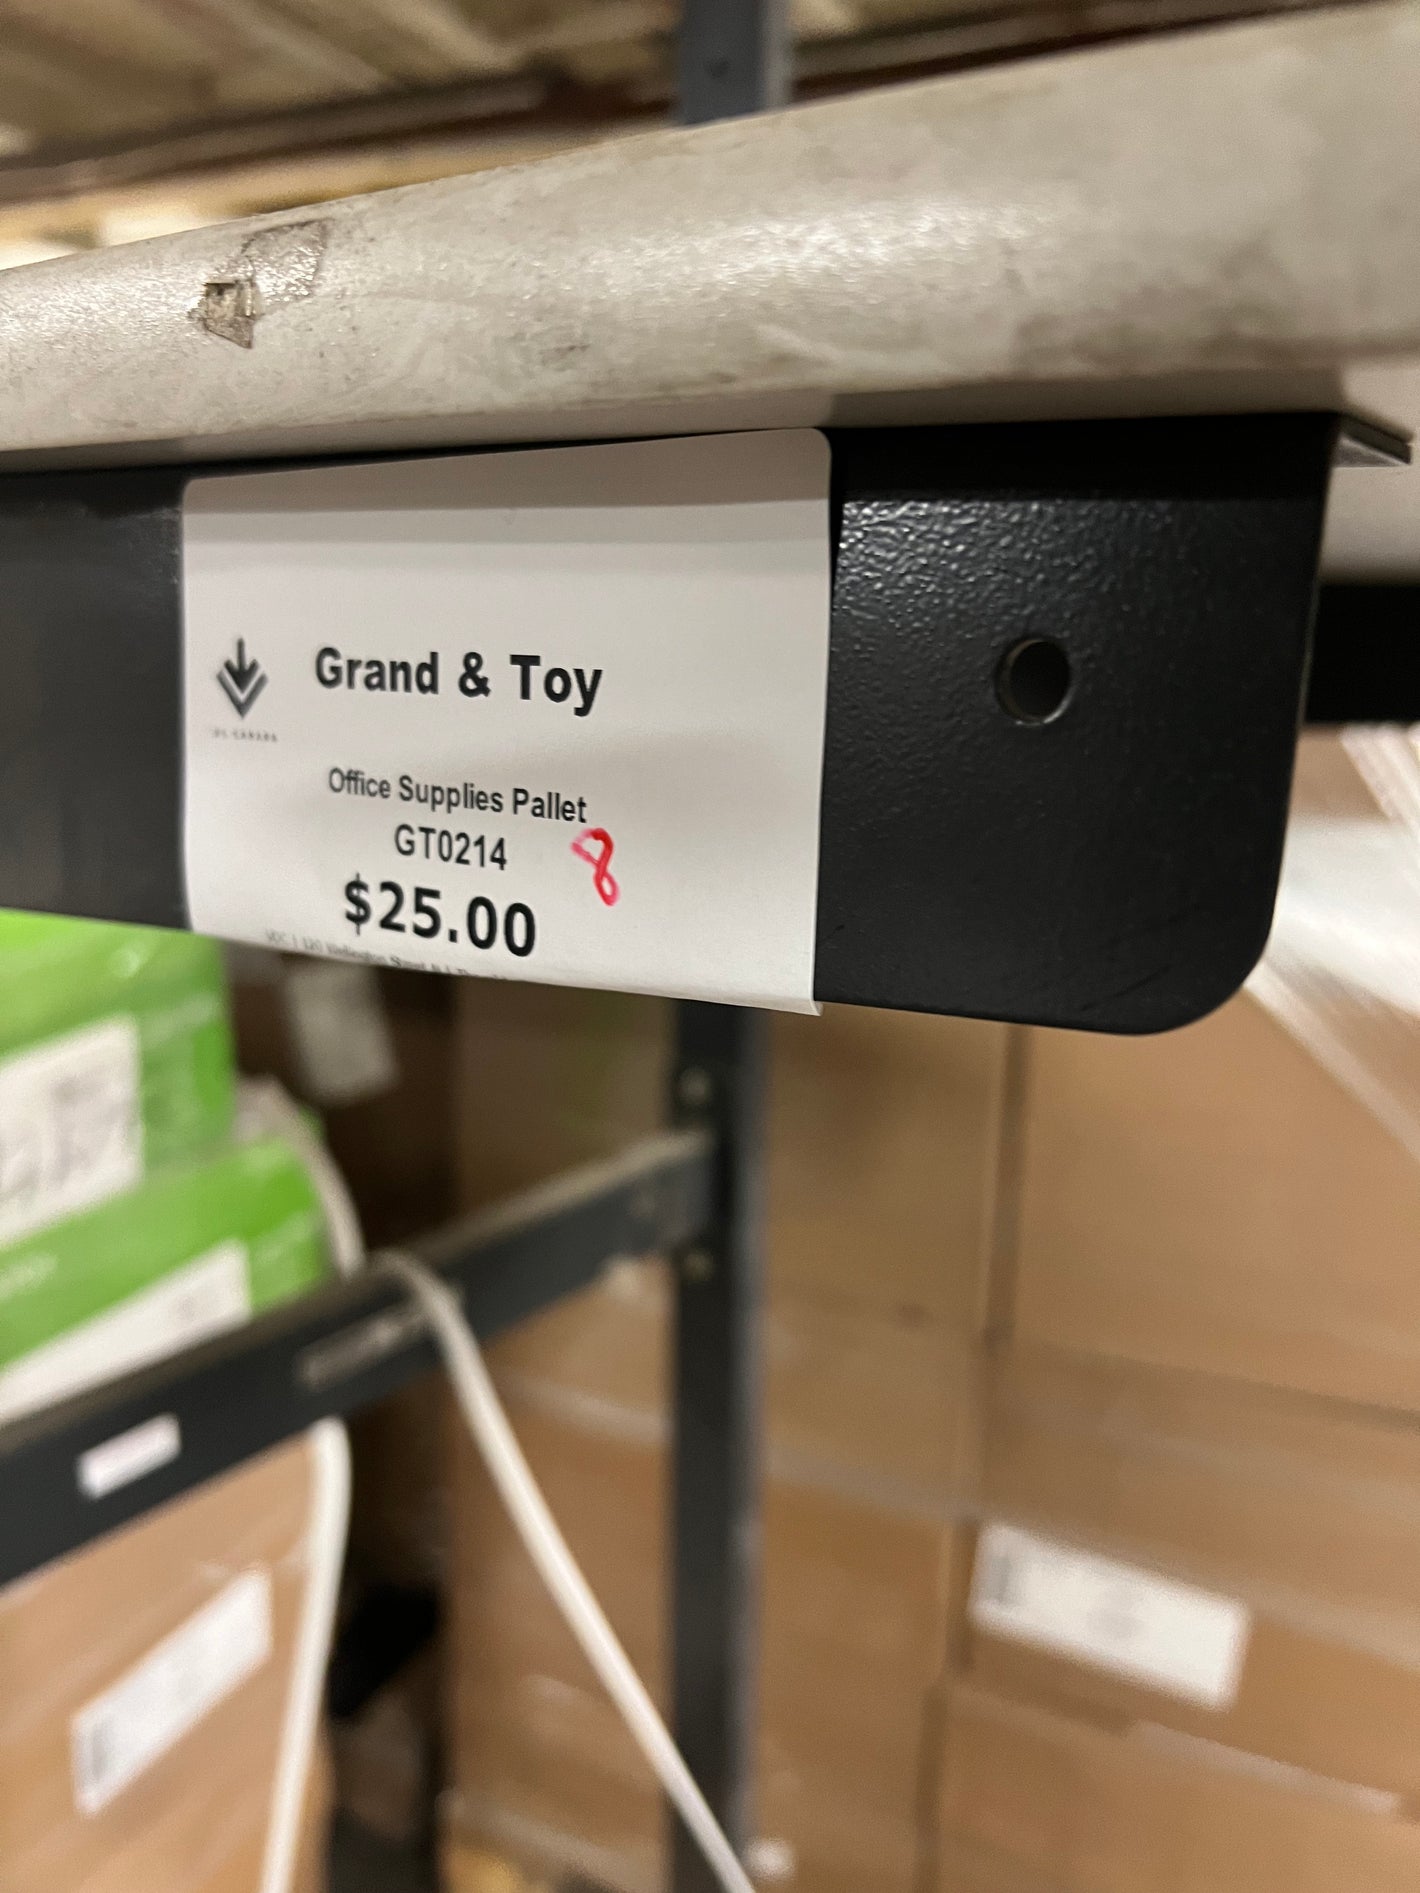 Grand & Toy
Office Supplies Pallet
GT0214
8
$25.00